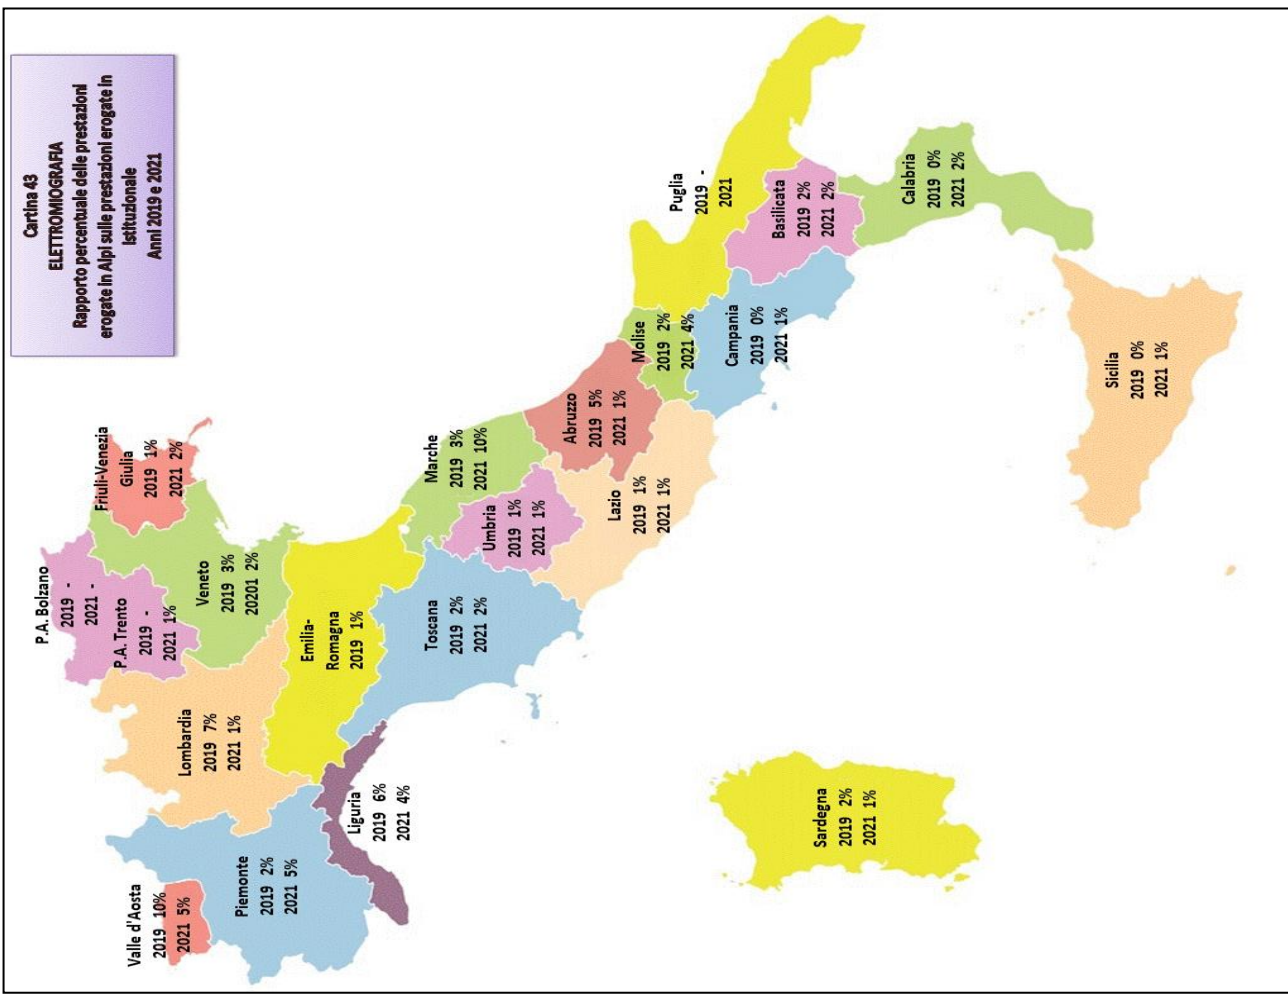 Cartina 43
ELETTROMIOGRAFIA
Rapporto percentuale delle prestazioni
erogate in Alpi sulle prestazioni erogate in
Istituzionale
Anni 2019 e 2021
Valle d'Aosta
2019 10%
2021 5%
Piemonte
2019 2%
2021 5%
Liguria
2019 6%
2021 4%
Lombardia
2019 7%
2021 1%
P.A. Bolzano
2019 -
2021 -
P.A. Trento
2019 -
2021 1%
Veneto
2019 3%
20201 2%
Friuli-Venezia
Giulia
2019 1%
2021 2%
Emilia-
Romagna
2019 1%
Toscana
2019 2%
2021 2%
Marche
2019 3%
2021 10%
Umbria
2019 1%
2021 1%
Lazio
2019 1%
2021 1%
Abruzzo
2019 5%
2021 1%
Molise
2019 2%
2021 4%
Campania
2019 0%
2021 1%
Puglia
2019 -
2021
Basilicata
2019 2%
2021 2%
Calabria
2019 0%
2021 2%
Sicilia
2019 0%
2021 1%
Sardegna
2019 2%
2021 1%